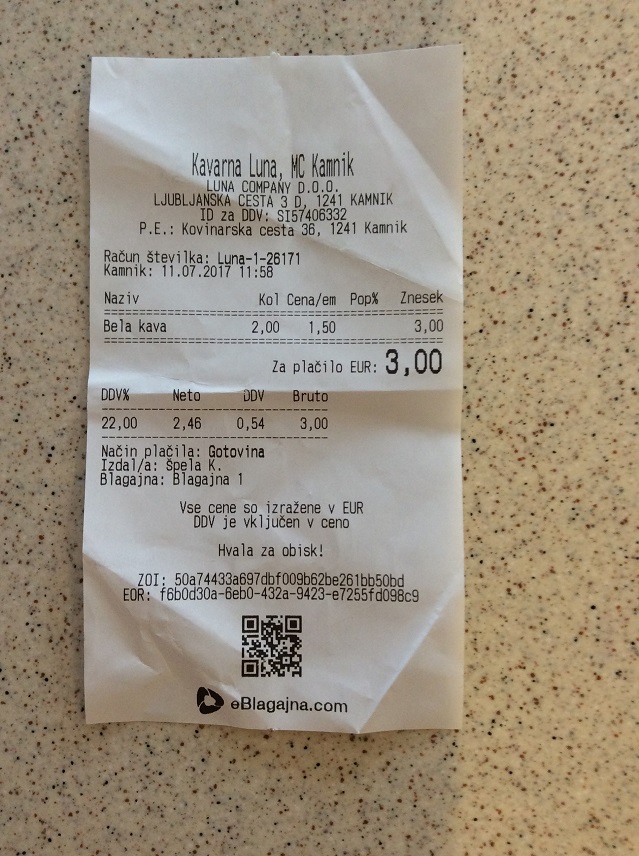 Kavarna Luna, MC Kamnik
LUNA COMPANY D.O.O.
LJUBLJANSKA CESTA 3 D, 1241 KAMNIK
ID za DDV: SI57406332
P.E.: Kovinarska cesta 36, 1241 Kamnik
Račun številka: Luna-1-26171
Kamnik: 11.07.2017 11:58
Naziv Kol Cena/em Pop% Znesek
Bela kava 2,00 1,50 3,00
Za plačilo EUR: 3,00
DDV% Neto DDV Bruto
22,00 2,46 0,54 3,00
Način plačila: Gotovina
Izdal/a: Špela K.
Blagajna: Blagajna 1
Vse cene so izražene v EUR
DDV je vključen v ceno
Hvala za obisk!
ZOI: 50a74433a697dbf009b62be261bb50bd
EOR: f6b0d30a-6eb0-432a-9423-e7255fd098c9
eBlagajna.com